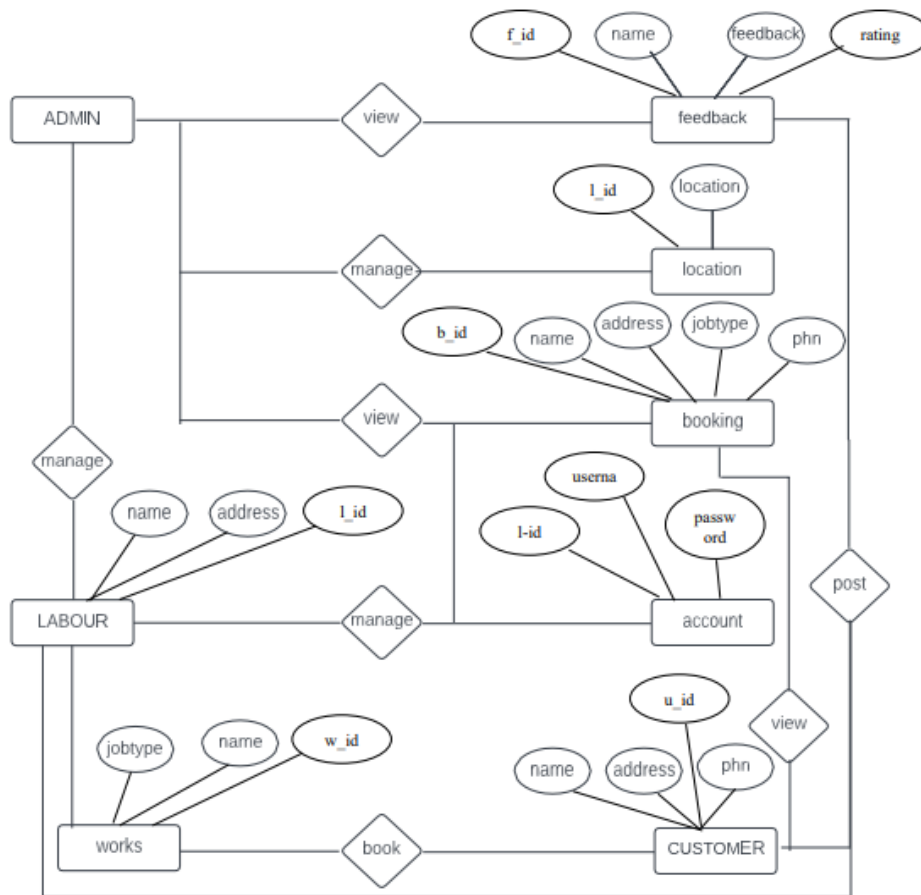 f_id
name
feedback
rating
ADMIN
view
feedback
l_id
location
manage
location
b_id
name
address
jobtype
phn
view
booking
manage
userna
name
address
l_id
l-id
passw
ord
post
LABOUR
manage
account
u_id
view
jobtype
name
w_id
name
address
phn
works
book
CUSTOMER